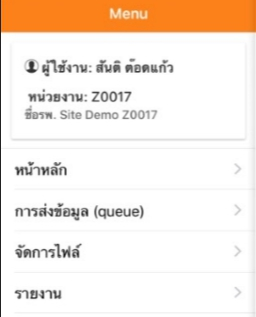 Menu
ผู้ใช้งาน: สันติ ต๊อดแก้ว
หน่วยงาน: Z0017
ชื่อรพ. Site Demo Z0017
หน้าหลัก
การส่งข้อมูล (queue)
จัดการไฟล์
รายงาน